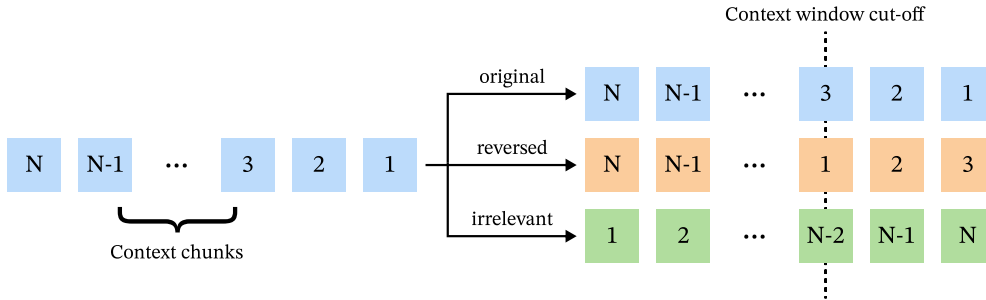 Context window cut-off
original
N N-1 ... 3 2 1
N N-1 ... 3 2 1
reversed
N N-1 ... 1 2 3
irrelevant
1 2 ... N-2 N-1 N
Context chunks